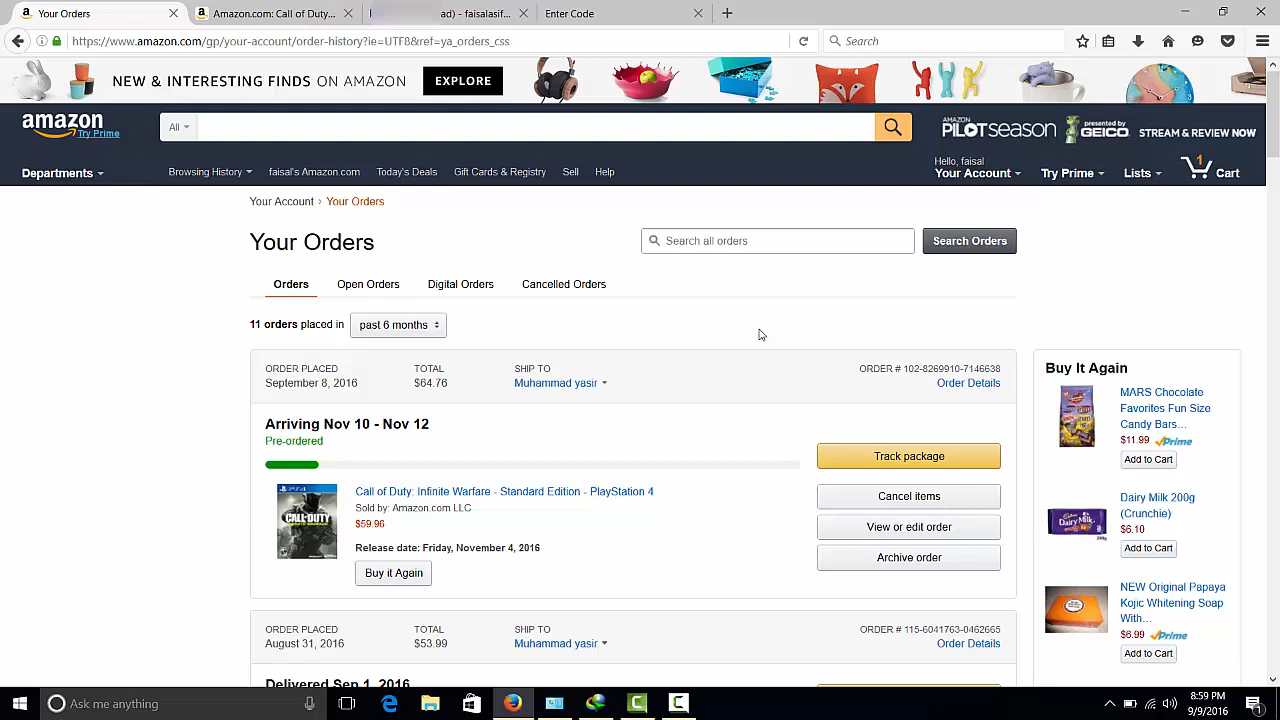 Your Orders
Amazon.com: Call of Duty...
ad) - faisalasif...
Enter Code
https://www.amazon.com/gp/your-account/order-history?ie=UTF8&ref=ya_orders_css
Search
NEW & INTERESTING FINDS ON AMAZON
EXPLORE
amazon
Try Prime
All
AMAZON
PILOT SEASON
presented by
GEICO
STREAM & REVIEW NOW
Departments
Browsing History
faisal's Amazon.com
Today's Deals
Gift Cards & Registry
Sell
Help
Hello, faisal
Your Account
Try Prime
Lists
1
Cart
Your Account › Your Orders
Your Orders
Search all orders
Search Orders
Orders
Open Orders
Digital Orders
Cancelled Orders
11 orders placed in past 6 months
ORDER PLACED
September 8, 2016
TOTAL
$64.76
SHIP TO
Muhammad yasir
ORDER # 102-8269910-7146638
Order Details
Arriving Nov 10 - Nov 12
Pre-ordered
Track package
Cancel items
View or edit order
Archive order
PS4
CALL OF DUTY
Call of Duty: Infinite Warfare - Standard Edition - PlayStation 4
Sold by: Amazon.com LLC
$59.96
Release date: Friday, November 4, 2016
Buy it Again
ORDER PLACED
August 31, 2016
TOTAL
$53.99
SHIP TO
Muhammad yasir
ORDER # 115-6041763-0462665
Order Details
Delivered Sep 1, 2016
Buy It Again
MARS Chocolate
Favorites Fun Size
Candy Bars...
$11.99 Prime
Add to Cart
Dairy Milk
Dairy Milk 200g
(Crunchie)
$6.10
Add to Cart
NEW Original Papaya
Kojic Whitening Soap
With...
$6.99 Prime
Add to Cart
Ask me anything
8:59 PM
9/9/2016
1